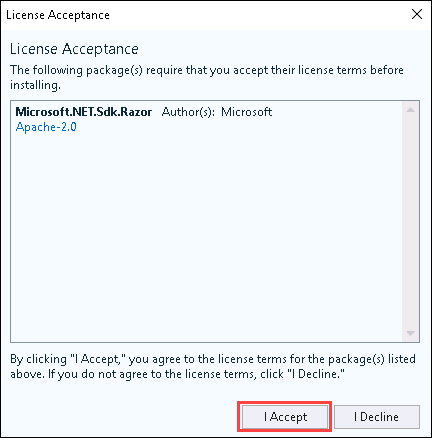 License Acceptance
License Acceptance
The following package(s) require that you accept their license terms before
installing.
Microsoft.NET.Sdk.Razor Author(s): Microsoft
Apache-2.0
By clicking "I Accept," you agree to the license terms for the package(s) listed
above. If you do not agree to the license terms, click "I Decline."
I Accept I Decline